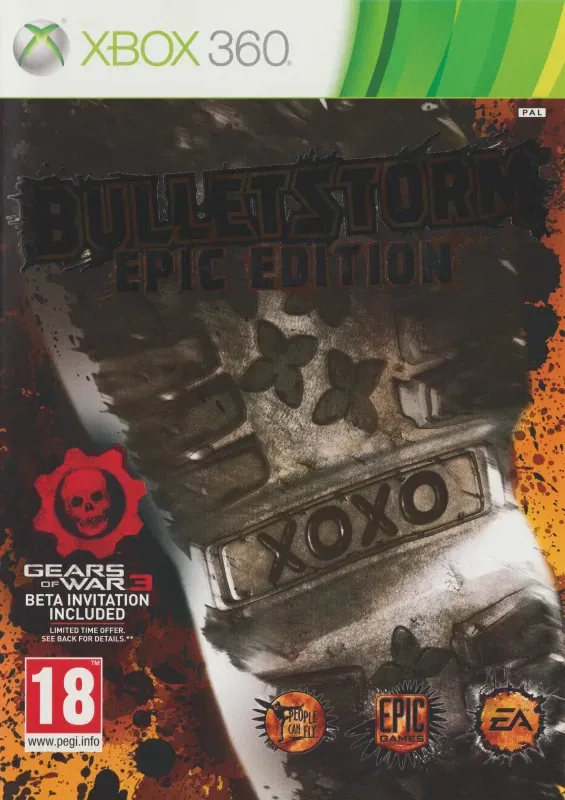 XBOX 360
PAL
BULLETSTORM
EPIC EDITION
XOXO
GEARS
OF WAR 3
BETA INVITATION
INCLUDED
LIMITED TIME OFFER.
SEE BACK FOR DETAILS.**
18
www.pegi.info
PEOPLE
CAN FLY
EPIC
GAMES
EA